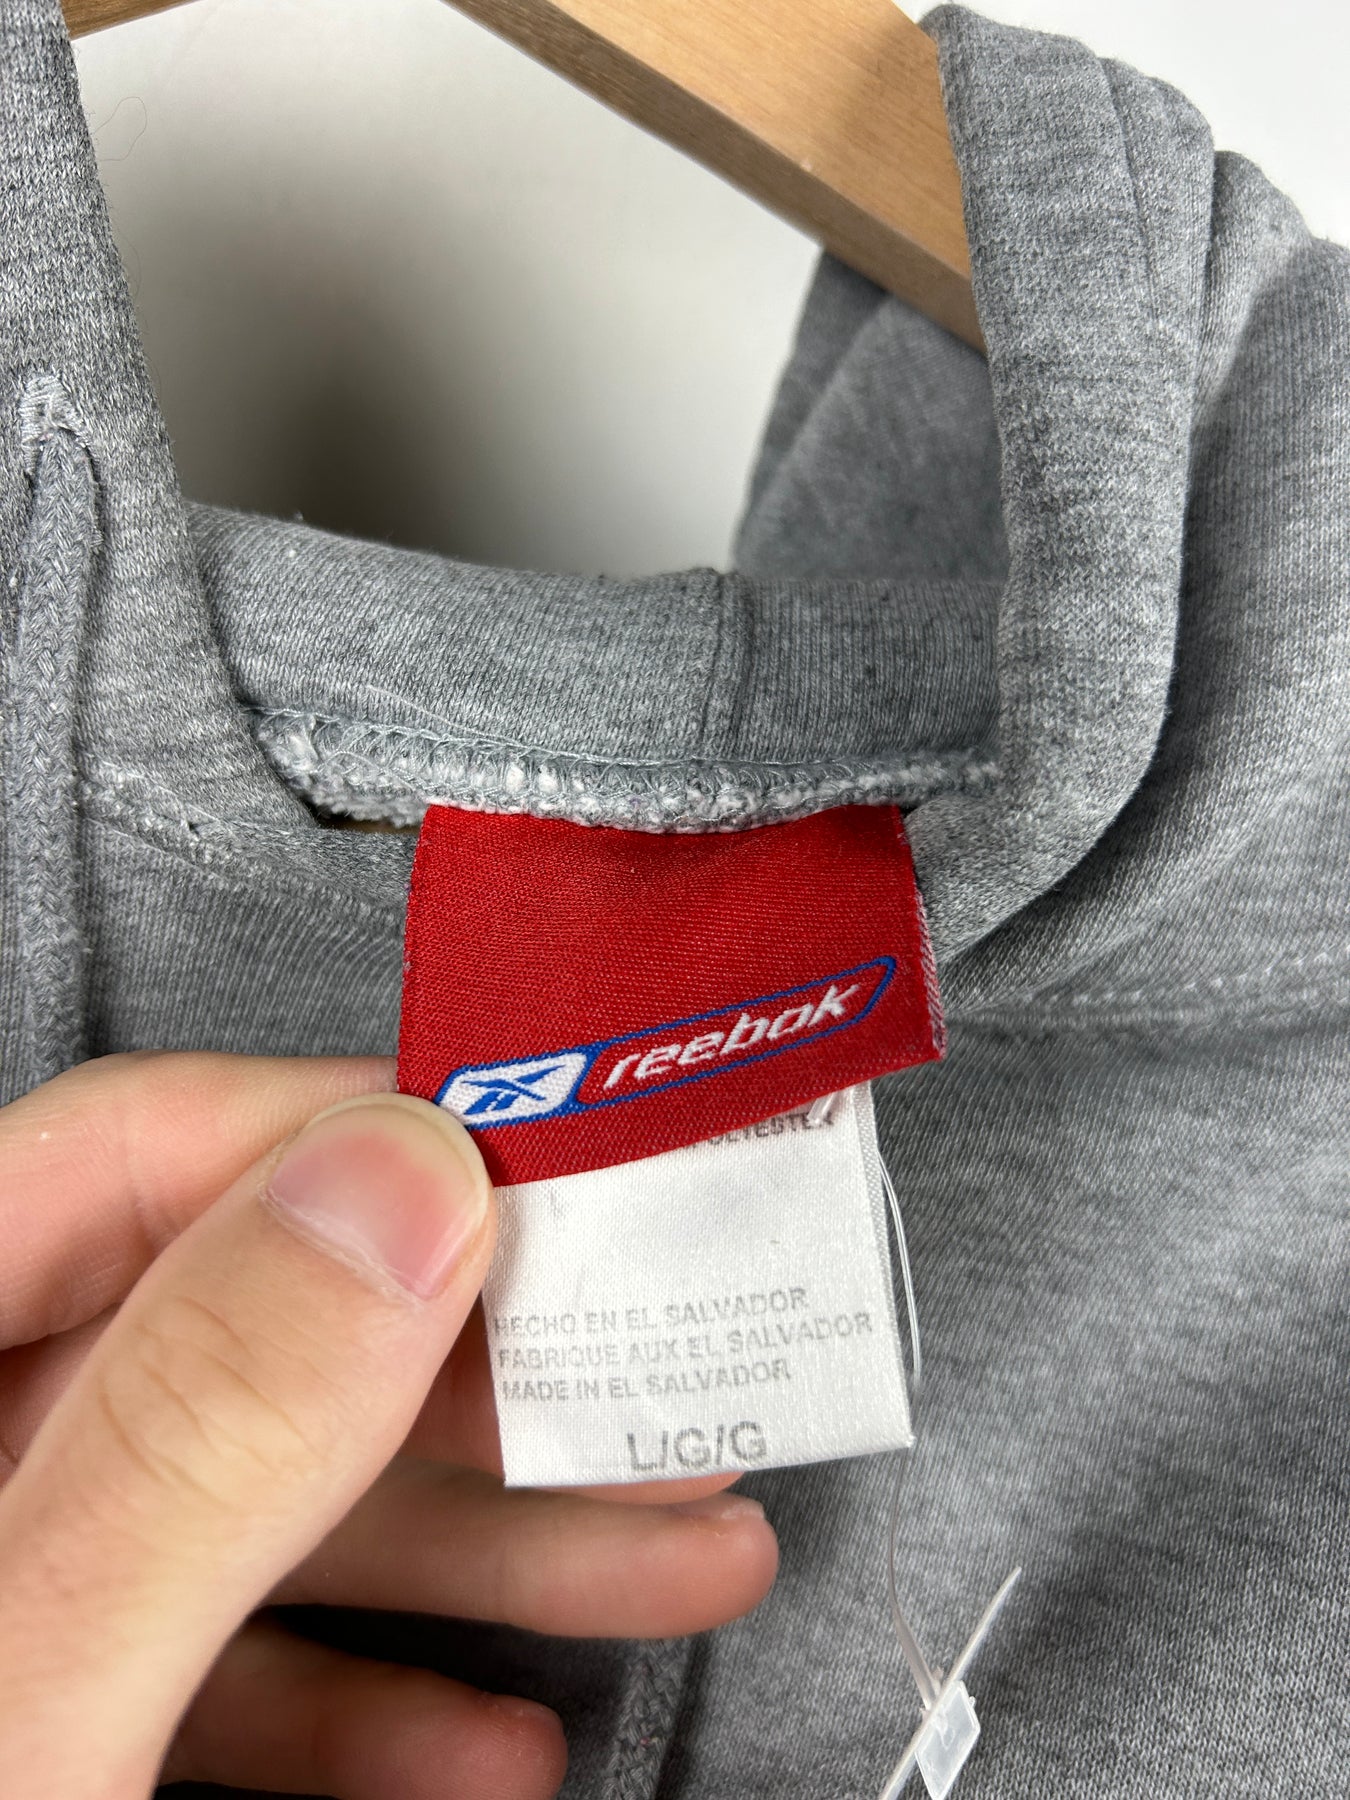 reebok
HECHO EN EL SALVADOR
FABRIQUE AUX EL SALVADOR
MADE IN EL SALVADOR
L/G/G